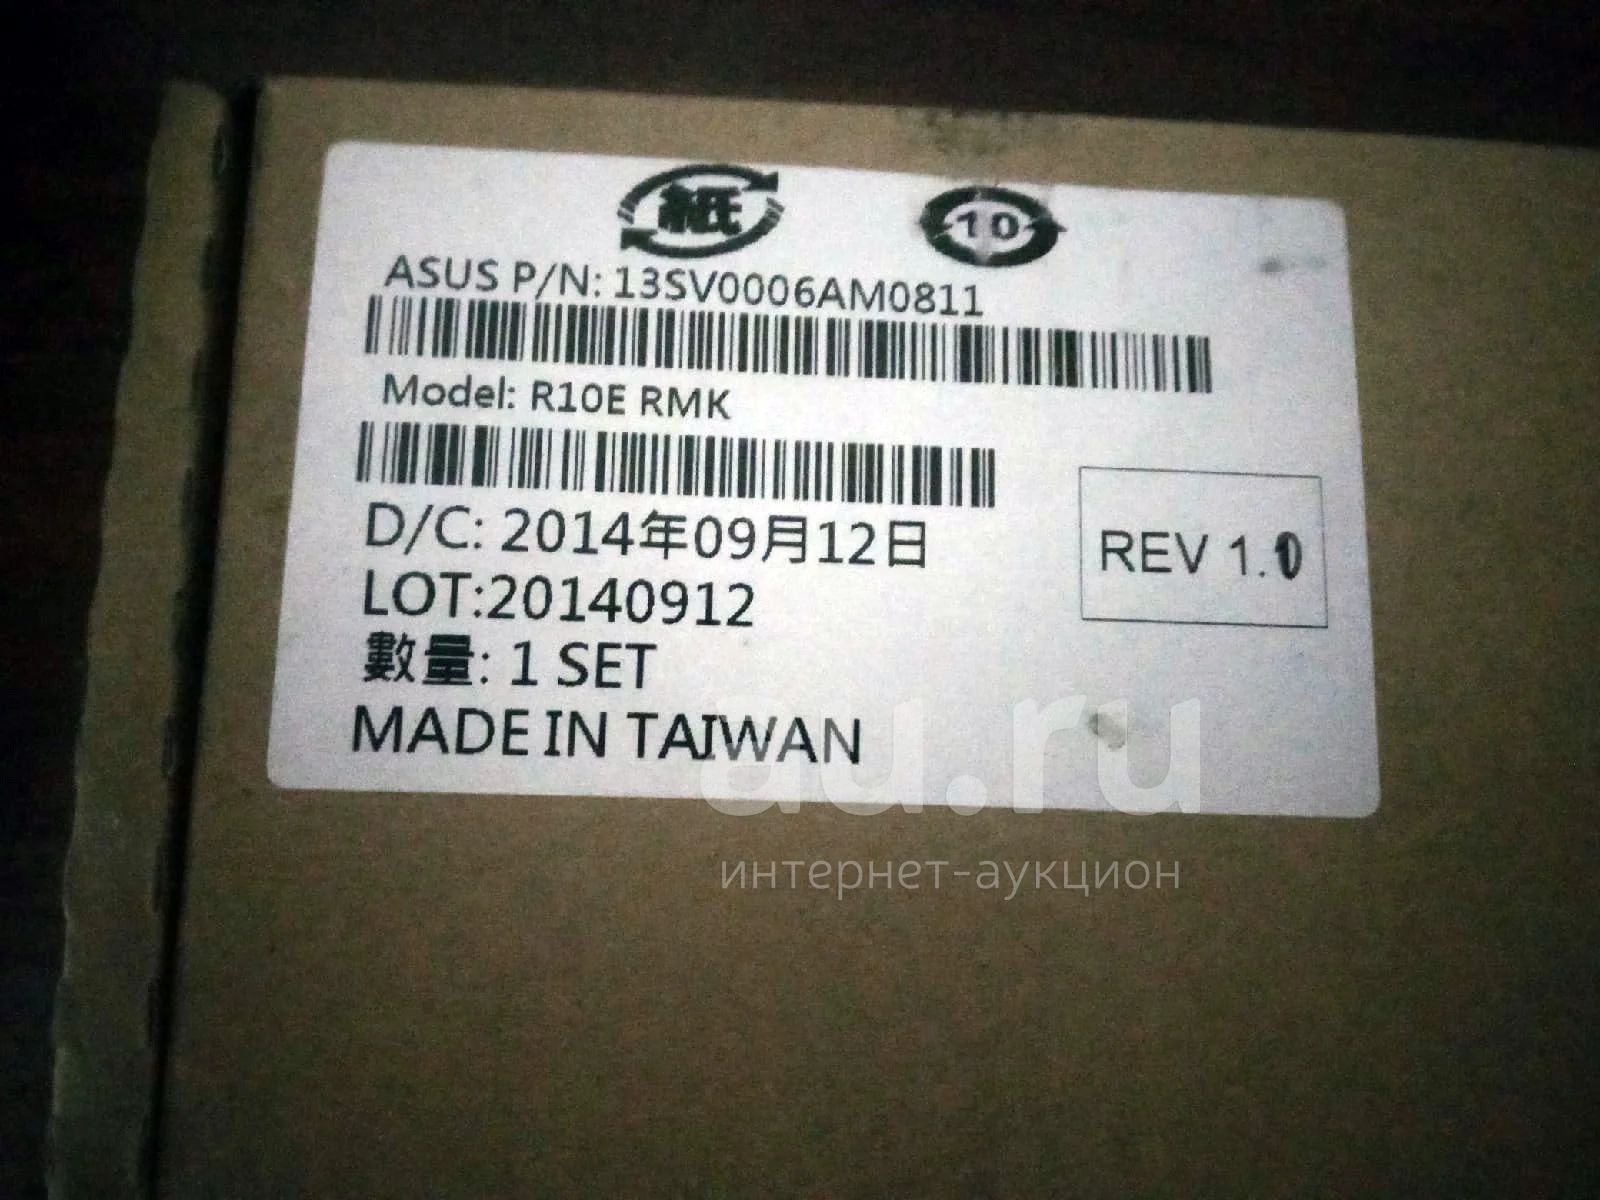 10
ASUS P/N: 13SV0006AM0811
Model: R10E RMK
D/C: 2014年09月12日
REV 1.0
LOT:20140912
數量: 1 SET
MADE IN TAIWAN
au.ru
интернет-аукцион